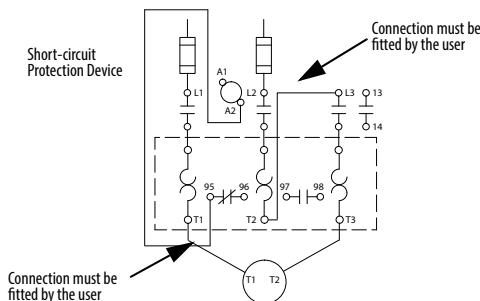 Connection must be
fitted by the user
Short-circuit
Protection Device
A1
L1
L2
L3
13
A2
14
95
96
97
98
T1
T2
T3
Connection must be
fitted by the user
T1
T2